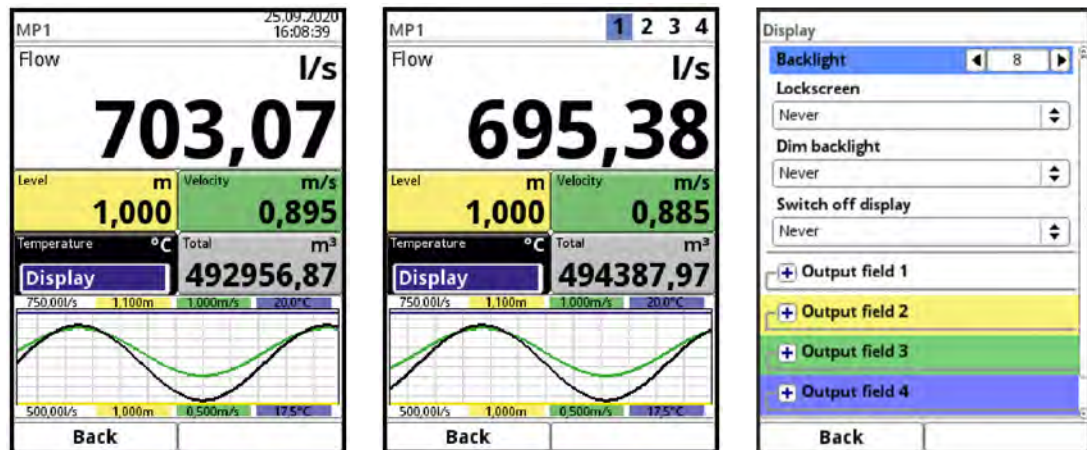 MP1
25.09.2020
16:08:39
Flow
l/s
703,07
Level m
1,000
Velocity m/s
0,895
Temperature °C
Display
Total m³
492956,87
750,00l/s 1,100m 1,000m/s 20,0°C
500,00l/s 1,000m 0,500m/s 17,5°C
Back
MP1
1 2 3 4
Flow
l/s
695,38
Level m
1,000
Velocity m/s
0,885
Temperature °C
Display
Total m³
494387,97
750,00l/s 1,100m 1,000m/s 20,0°C
500,00l/s 1,000m 0,500m/s 17,5°C
Back
Display
Backlight 8
Lockscreen
Never
Dim backlight
Never
Switch off display
Never
Output field 1
Output field 2
Output field 3
Output field 4
Back